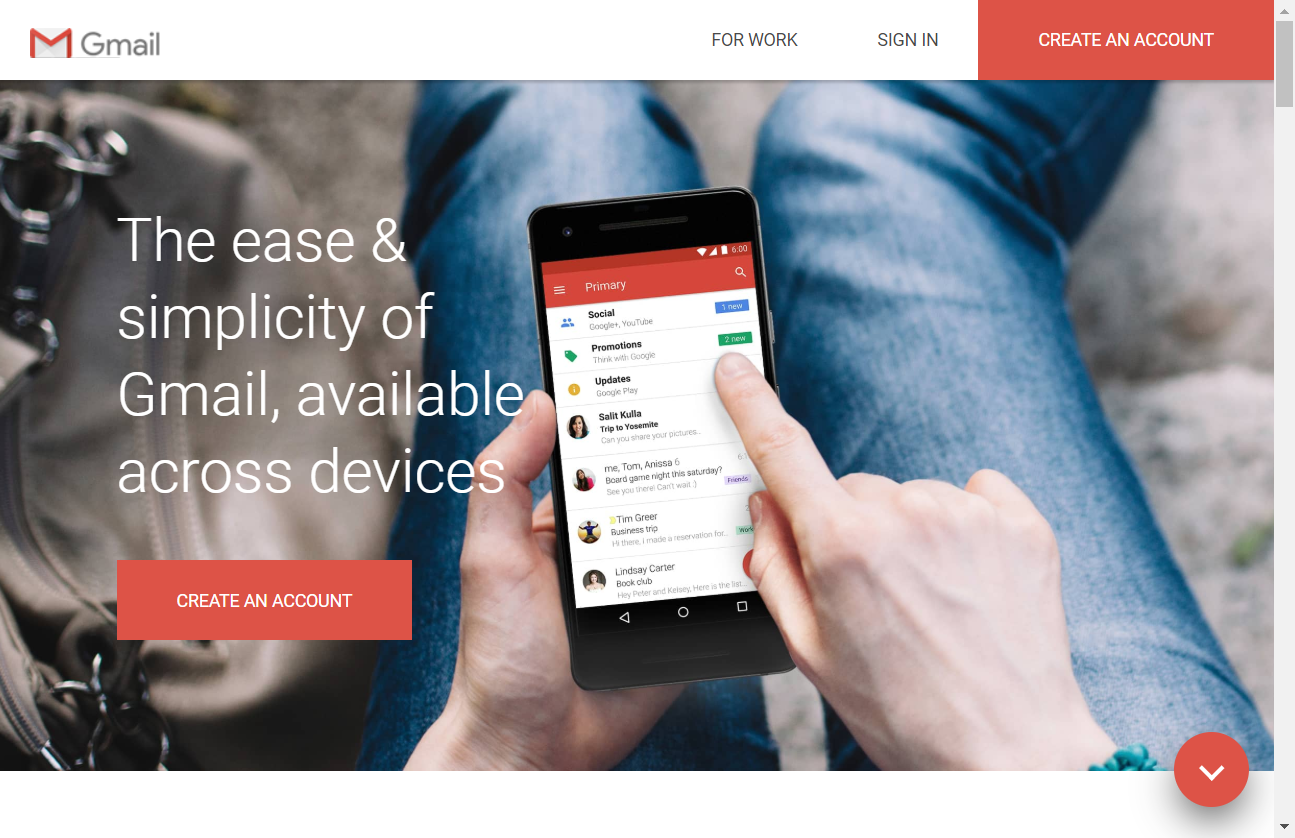 Gmail
FOR WORK
SIGN IN
CREATE AN ACCOUNT
The ease &
simplicity of
Gmail, available
across devices
CREATE AN ACCOUNT
6:00
Primary
Social
1 new
Google+, YouTube
Promotions
2 new
Think with Google
Updates
Google Play
Salit Kulla
Trip to Yosemite
Can you share your pictures...
me, Tom, Anissa 6
Board game night this saturday?
See you there! Can't wait :)
Friends
Tim Greer
Business trip
Hi there, I made a reservation for...
Work
Lindsay Carter
Book club
Hey Peter and Kelsey. Here is the list...